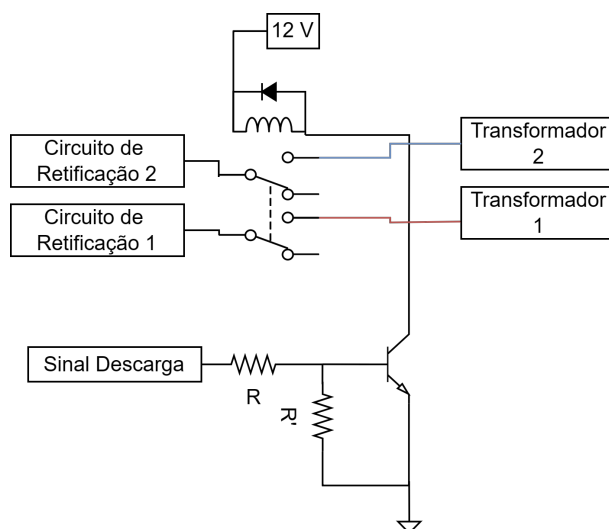 12 V
Circuito de
Retificação 2
Transformador
2
Circuito de
Retificação 1
Transformador
1
Sinal Descarga
R
R'